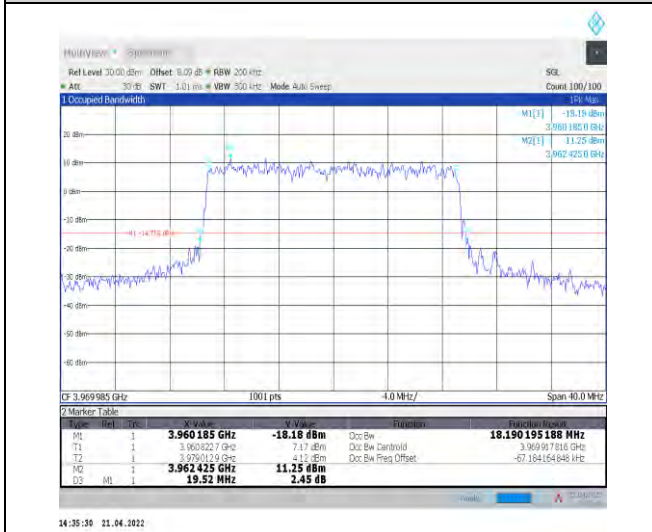 MultiView Spectrum
Ref Level 30.00 dBm Offset 8.09 dB RBW 200 kHz SGL
Att 30 dB SWT 1.01 ms VBW 300 kHz Mode Auto Sweep Count 100/100
1 Occupied Bandwidth 1Pk Max
M1[1] -18.18 dBm
3.960 185 0 GHz
M2[1] 11.25 dBm
3.962 425 0 GHz
20 dBm
10 dBm
0 dBm
-10 dBm
-20 dBm
-30 dBm
-40 dBm
-50 dBm
-60 dBm
CF 3.969985 GHz 1001 pts 4.0 MHz/ Span 40.0 MHz
2 Marker Table
Type Ref Trc X-Value Y-Value Function Function Result
M1 1 3.960185 GHz -18.18 dBm Occ Bw 18.190 195 188 MHz
T1 1 3.9608227 GHz 7.17 dBm Occ Bw Centroid 3.969 917 816 GHz
T2 1 3.979012 9 GHz 4.12 dBm Occ Bw Freq Offset -67.184 164 848 kHz
M2 1 3.962425 GHz 11.25 dBm
D3 M1 1 19.52 MHz 2.45 dB
14:35:30 21.04.2022